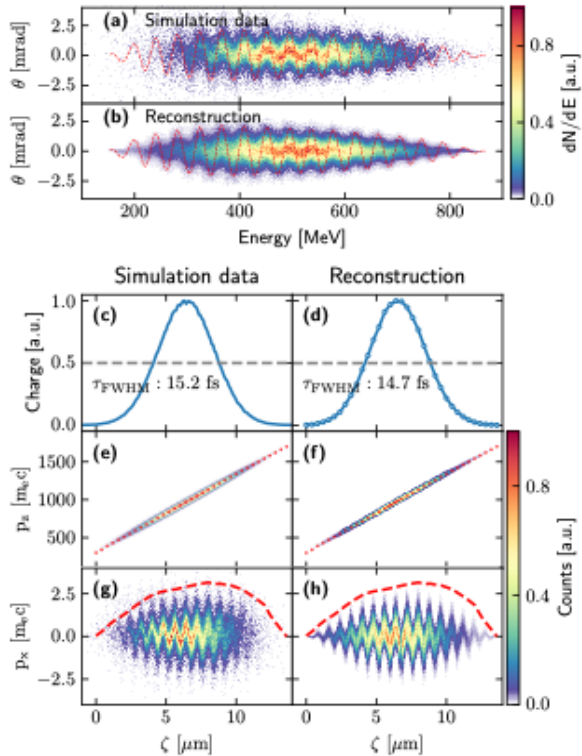 (a) Simulation data
2.5
0.0
−2.5
θ [mrad]
(b) Reconstruction
2.5
0.0
−2.5
θ [mrad]
200 400 600 800
Energy [MeV]
0.8
0.4
0.0
dN/dE [a.u.]
Simulation data Reconstruction
(c) (d)
1.0
0.5
0.0
Charge [a.u.]
τFWHM : 15.2 fs τFWHM : 14.7 fs
(e) (f)
1500
1000
500
pz [mec]
(g) (h)
2.5
0.0
−2.5
px [mec]
0 5 10 0 5 10
ζ [μm] ζ [μm]
0.8
0.4
0.0
Counts [a.u.]